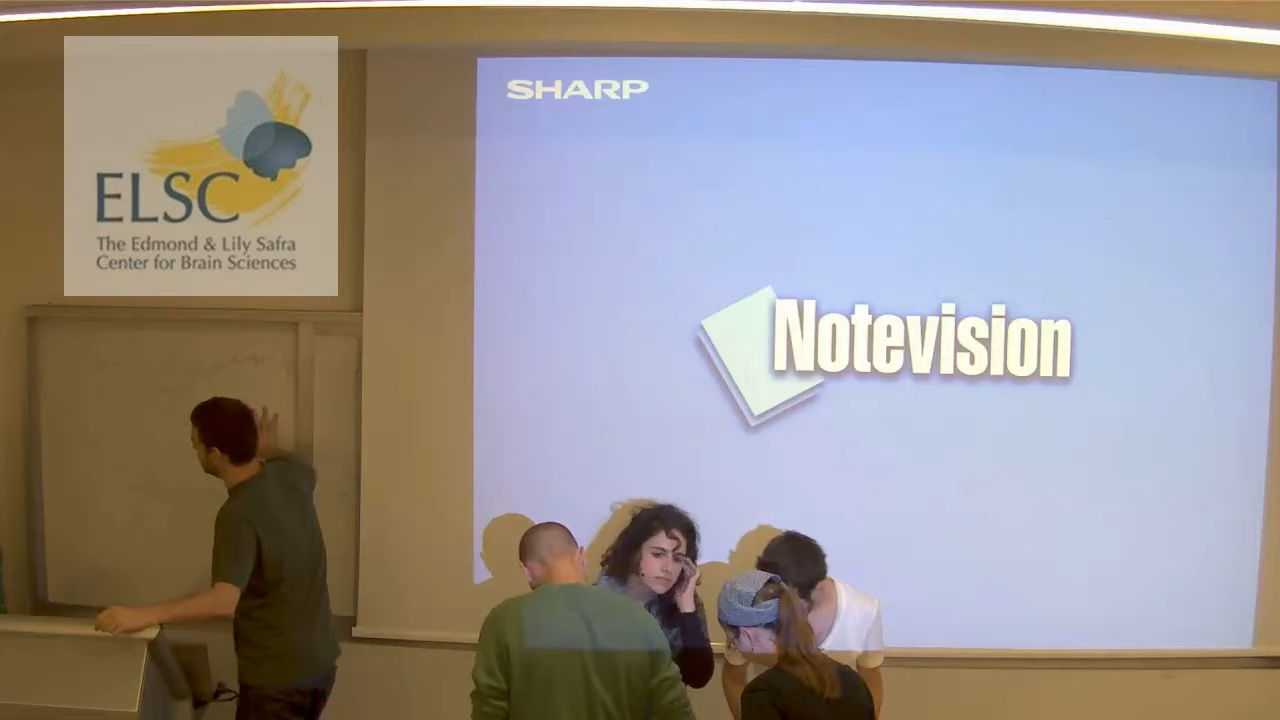 SHARP
ELSC
The Edmond & Lily Safra
Center for Brain Sciences
Notevision